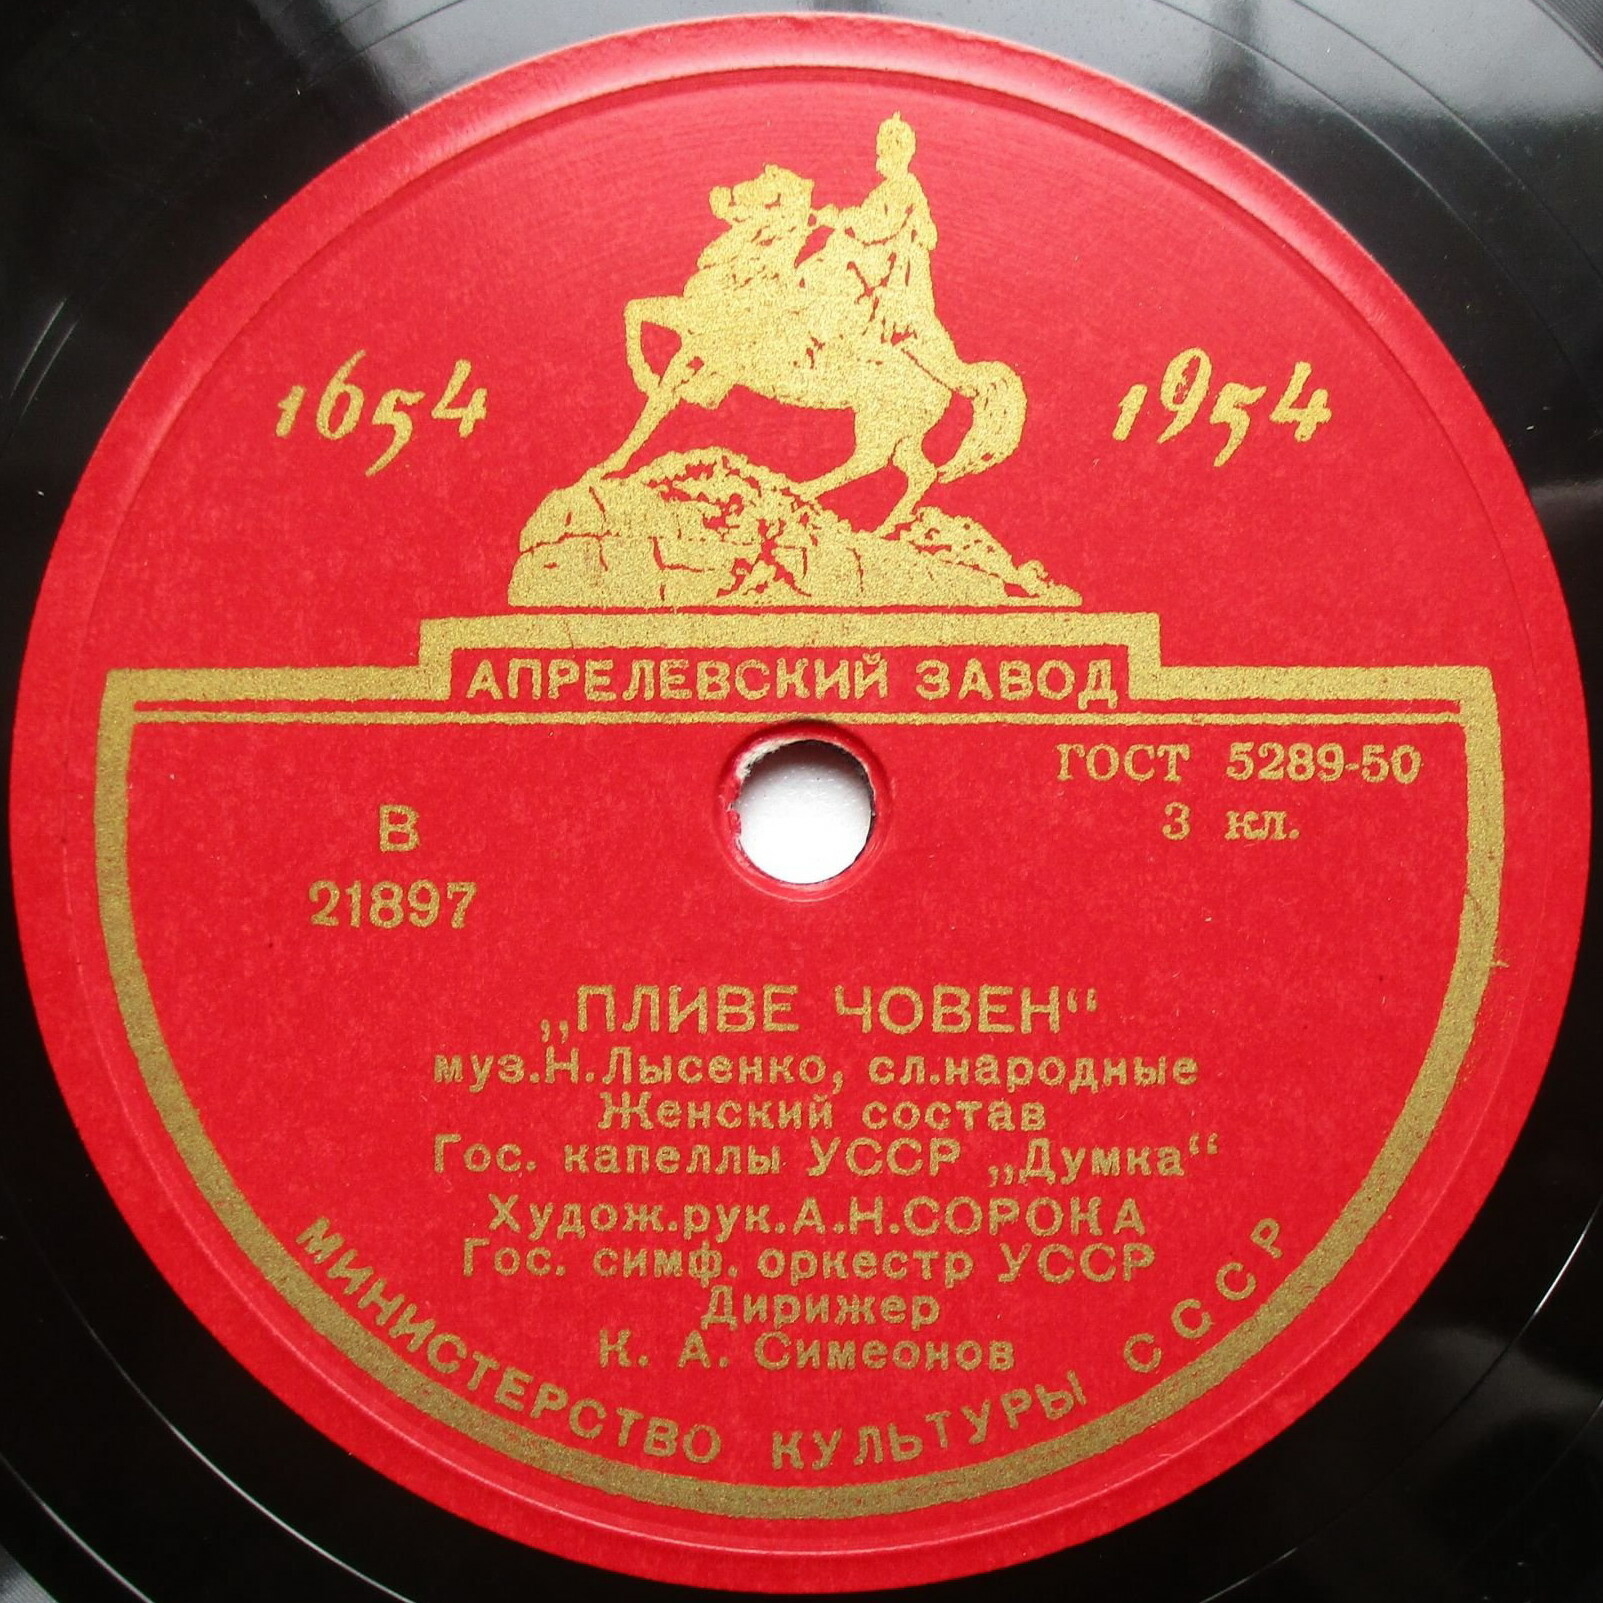 1654
1954
АПРЕЛЕВСКИЙ ЗАВОД
ГОСТ 5289-50
3 кл.
В
21897
„ПЛИВЕ ЧОВЕН“
муз.Н.Лысенко, сл.народные
Женский состав
Гос. капеллы УССР „Думка“
Худож.рук.А.Н.СОРОКА
Гос. симф. оркестр УССР
Дирижер
К. А. Симеонов
МИНИСТЕРСТВО КУЛЬТУРЫ СССР